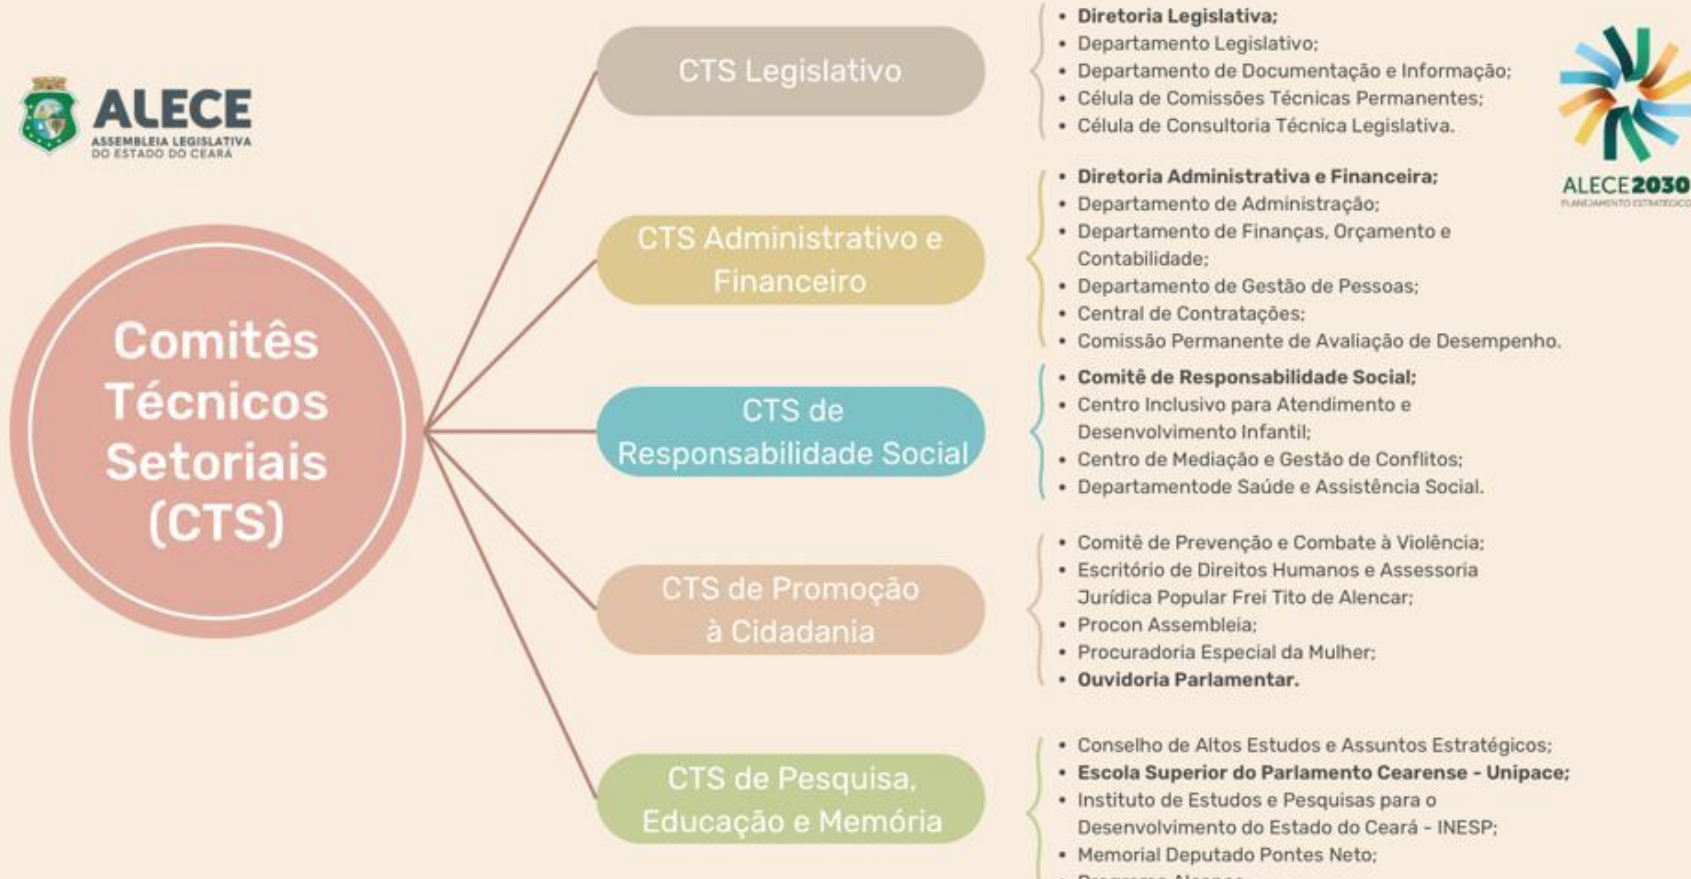 ALECE
ASSEMBLEIA LEGISLATIVA
DO ESTADO DO CEARÁ
Comitês
Técnicos
Setoriais
(CTS)
CTS Legislativo
• Diretoria Legislativa;
• Departamento Legislativo;
• Departamento de Documentação e Informação;
• Célula de Comissões Técnicas Permanentes;
• Célula de Consultoria Técnica Legislativa.
ALECE2030
PLANEJAMENTO ESTRATÉGICO
CTS Administrativo e
Financeiro
• Diretoria Administrativa e Financeira;
• Departamento de Administração;
• Departamento de Finanças, Orçamento e
Contabilidade;
• Departamento de Gestão de Pessoas;
• Central de Contratações;
• Comissão Permanente de Avaliação de Desempenho.
CTS de
Responsabilidade Social
• Comitê de Responsabilidade Social;
• Centro Inclusivo para Atendimento e
Desenvolvimento Infantil;
• Centro de Mediação e Gestão de Conflitos;
• Departamentode Saúde e Assistência Social.
CTS de Promoção
à Cidadania
• Comitê de Prevenção e Combate à Violência;
• Escritório de Direitos Humanos e Assessoria
Jurídica Popular Frei Tito de Alencar;
• Procon Assembleia;
• Procuradoria Especial da Mulher;
• Ouvidoria Parlamentar.
CTS de Pesquisa,
Educação e Memória
• Conselho de Altos Estudos e Assuntos Estratégicos;
• Escola Superior do Parlamento Cearense - Unipace;
• Instituto de Estudos e Pesquisas para o
Desenvolvimento do Estado do Ceará - INESP;
• Memorial Deputado Pontes Neto;